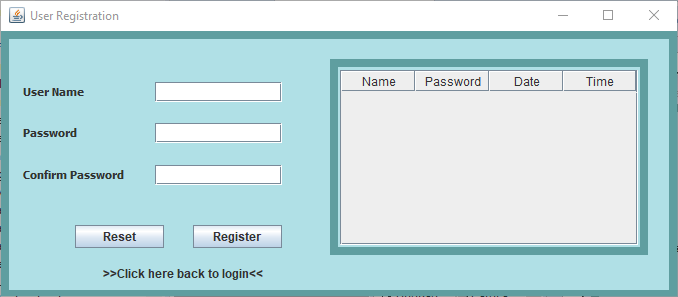 User Registration
User Name
Password
Confirm Password
Reset Register
>>Click here back to login<<
Name Password Date Time